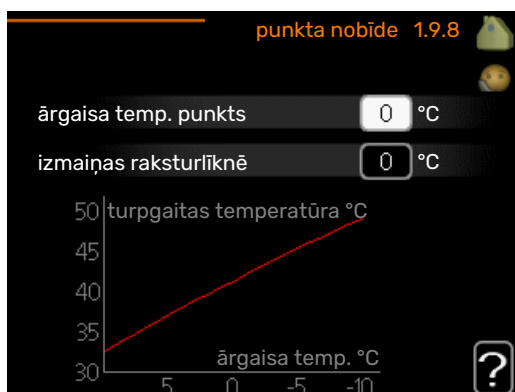 punkta nobīde 1.9.8
ārgaisa temp. punkts 0 °C
izmaiņas raksturlīknē 0 °C
50 turpgaitas temperatūra °C
45
40
35
30
ārgaisa temp. °C
5 0 -5 -10
?